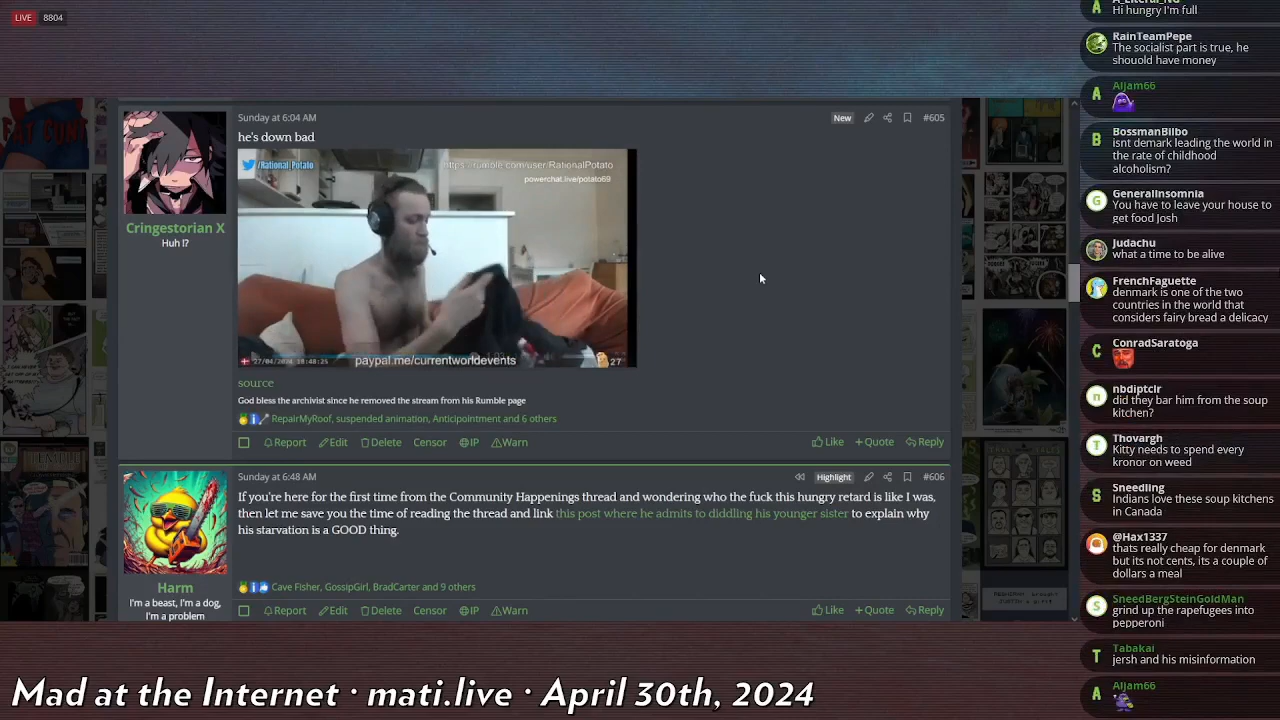 LIVE 8804
Sunday at 6:04 AM
New
#605
he's down bad
/Rational_Potato
https://rumble.com/user/RationalPotato
powerchat.live/potato69
27/04/2024
paypal.me/currentworldevents
27
Cringestorian X
Huh !?
source
God bless the archivist since he removed the stream from his Rumble page
RepairMyRoof, suspended animation, Anticipointment and 6 others
Report Edit Delete Censor IP Warn
Like +Quote Reply
Sunday at 6:48 AM
Highlight
#606
If you're here for the first time from the Community Happenings thread and wondering who the fuck this hungry retard is like I was,
then let me save you the time of reading the thread and link this post where he admits to diddling his younger sister to explain why
his starvation is a GOOD thing.
Harm
I'm a beast, I'm a dog,
I'm a problem
Cave Fisher, GossipGirl, BradCarter and 9 others
Report Edit Delete Censor IP Warn
Like +Quote Reply
Hi hungry I'm full
RainTeamPepe
The socialist part is true, he
shoould have money
A
AJjam66
B
BossmanBilbo
isnt demark leading the world in
the rate of childhood
alcoholism?
G
GeneralInsomnia
You have to leave your house to
get food Josh
Judachu
what a time to be alive
FrenchFaguette
denmark is one of the two
countries in the world that
considers fairy bread a delicacy
C
ConradSaratoga
n
nbdiptclr
did they bar him from the soup
kitchen?
T
Thovargh
Kitty needs to spend every
kronor on weed
S
Sneedling
Indians love these soup kitchens
in Canada
@Hax1337
thats really cheap for denmark
but its not cents, its a couple of
dollars a meal
S
SneedBergSteinGoldMan
grind up the rapefugees into
pepperoni
T
Tabakai
jersh and his misinformation
A
AJjam66
Mad at the Internet · mati.live · April 30th, 2024